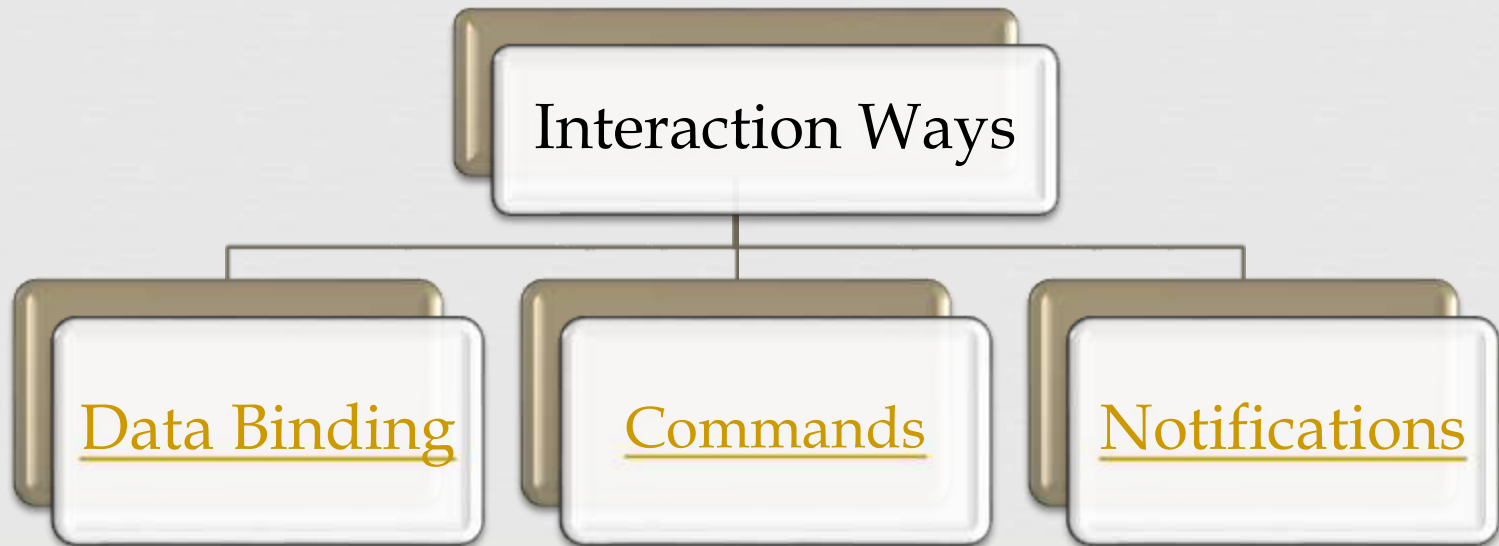 Interaction Ways
Data Binding
Commands
Notifications